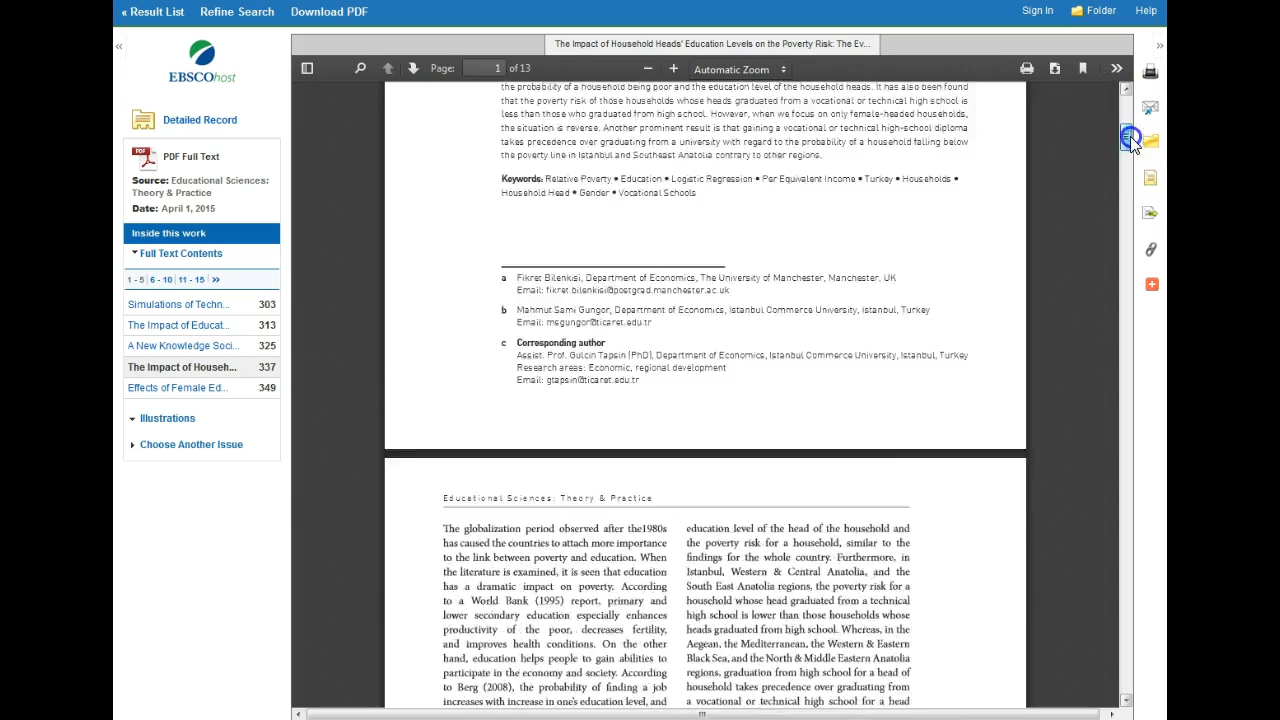 « Result List Refine Search Download PDF Sign In Folder Help
The Impact of Household Heads' Education Levels on the Poverty Risk: The Ev...
Page: 1 of 13 Automatic Zoom
EBSCOhost
Detailed Record
PDF Full Text
Source: Educational Sciences:
Theory & Practice
Date: April 1, 2015
Inside this work
Full Text Contents
1 - 5 6 - 10 11 - 15 »
Simulations of Techn... 303
The Impact of Educat... 313
A New Knowledge Soci... 325
The Impact of Househ... 337
Effects of Female Ed... 349
Illustrations
Choose Another Issue
the probability of a household being poor and the education level of the household heads. It has also been found
that the poverty risk of those households whose heads graduated from a vocational or technical high school is
less than those who graduated from high school. However, when we focus on only female-headed households,
the situation is reverse. Another prominent result is that gaining a vocational or technical high-school diploma
takes precedence over graduating from a university with regard to the probability of a household falling below
the poverty line in Istanbul and Southeast Anatolia contrary to other regions.
Keywords: Relative Poverty • Education • Logistic Regression • Per Equivalent Income • Turkey • Households •
Household Head • Gender • Vocational Schools
a Fikret Bilenkisi, Department of Economics, The University of Manchester, Manchester, UK
Email: fikret.bilenkisi@postgrad.manchester.ac.uk
b Mahmut Sami Gungor, Department of Economics, Istanbul Commerce University, Istanbul, Turkey
Email: msgungor@ticaret.edu.tr
c Corresponding author
Assist. Prof. Gulcin Tapsin (PhD), Department of Economics, Istanbul Commerce University, Istanbul, Turkey
Research areas: Economic, regional development
Email: gtapsin@ticaret.edu.tr
Educational Sciences: Theory & Practice
The globalization period observed after the1980s
has caused the countries to attach more importance
to the link between poverty and education. When
the literature is examined, it is seen that education
has a dramatic impact on poverty. According
to a World Bank (1995) report, primary and
lower secondary education especially enhances
productivity of the poor, decreases fertility,
and improves health conditions. On the other
hand, education helps people to gain abilities to
participate in the economy and society. According
to Berg (2008), the probability of finding a job
increases with increase in one's education level, and
education level of the head of the household and
the poverty risk for a household, similar to the
findings for the whole country. Furthermore, in
Istanbul, Western & Central Anatolia, and the
South East Anatolia regions, the poverty risk for a
household whose head graduated from a technical
high school is lower than those households whose
heads graduated from high school. Whereas, in the
Aegean, the Mediterranean, the Western & Eastern
Black Sea, and the North & Middle Eastern Anatolia
regions, graduation from high school for a head of
household takes precedence over graduating from
a vocational or technical high school for a head